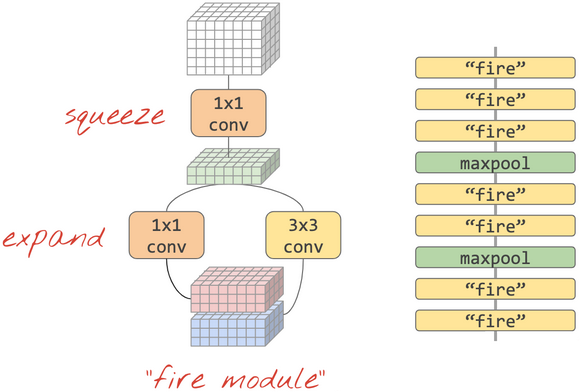 squeeze
1x1
conv
expand
1x1
conv
3x3
conv
"fire module"
“fire”
“fire”
“fire”
maxpool
“fire”
“fire”
maxpool
“fire”
“fire”